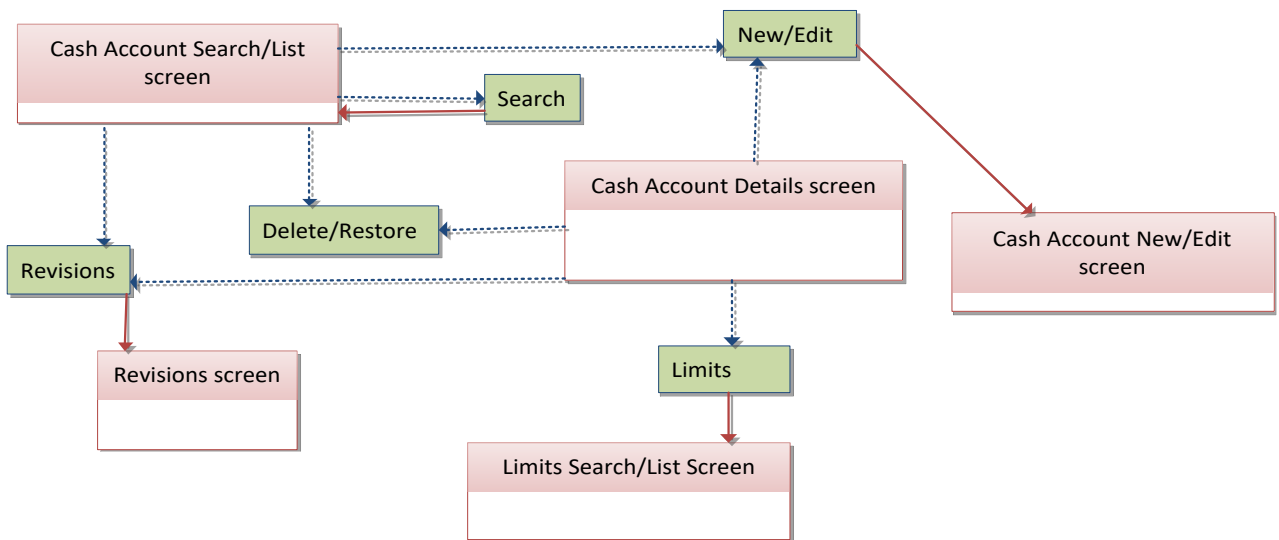 New/Edit
Cash Account Search/List
screen
Search
Cash Account Details screen
Delete/Restore
Cash Account New/Edit
screen
Revisions
Limits
Revisions screen
Limits Search/List Screen